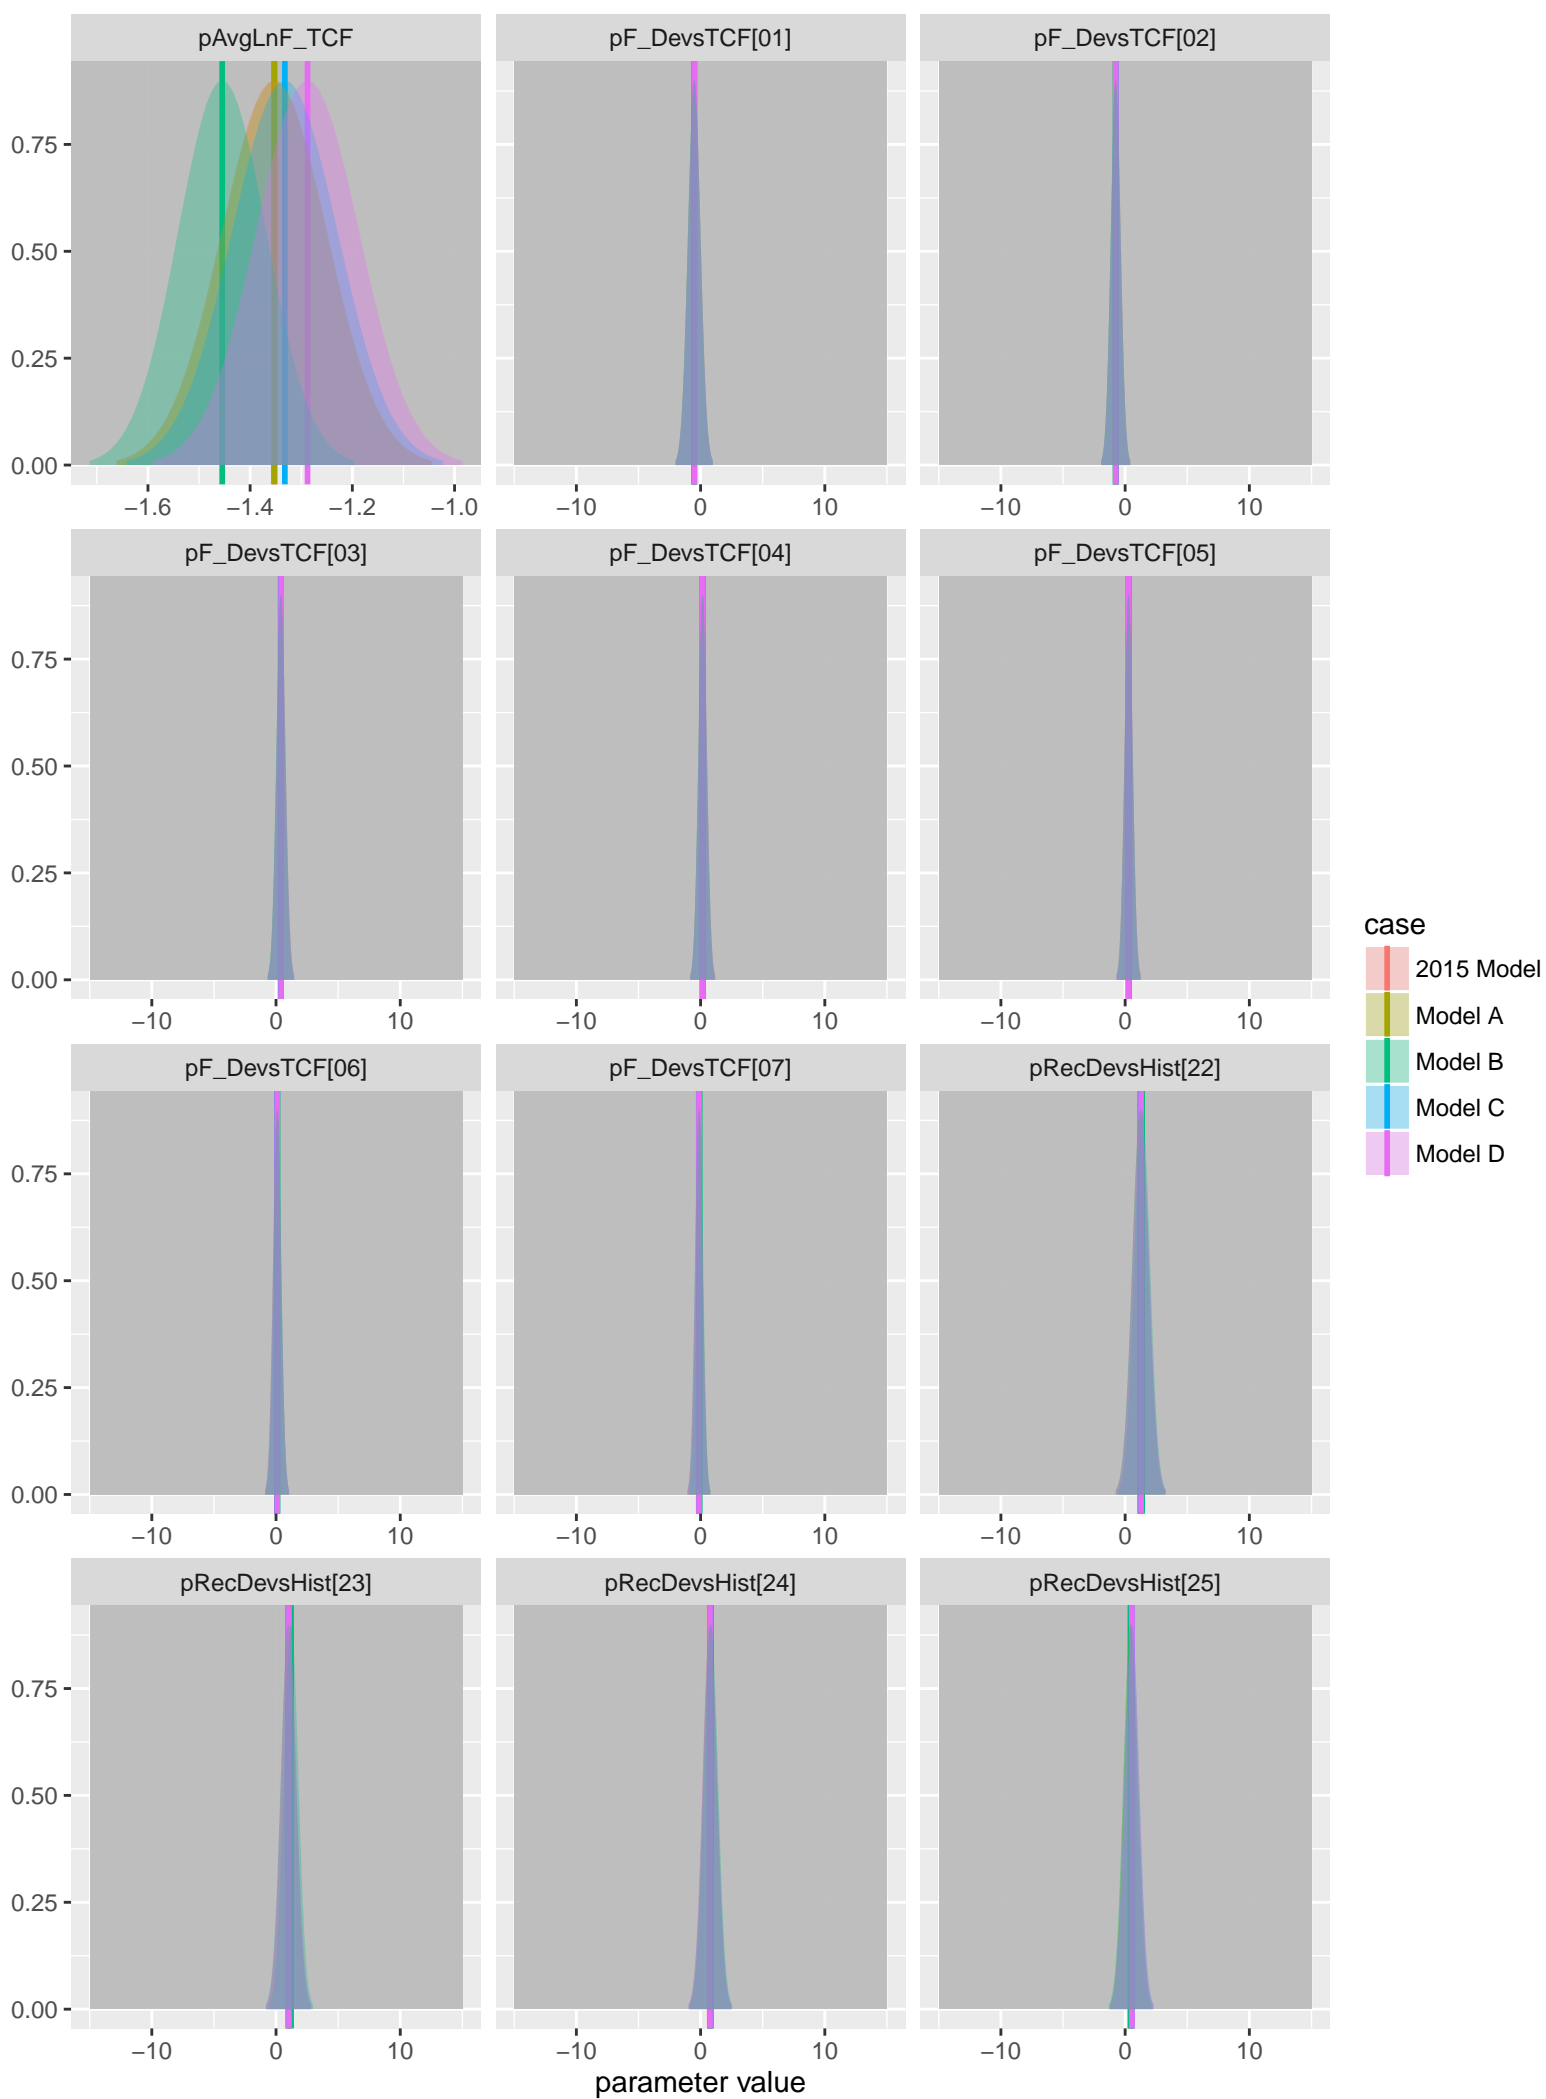 pAvgLnF_TCF pF_DevsTCF[01] pF_DevsTCF[02]
0.75
0.50
0.25
0.00
−1.6 −1.4 −1.2 −1.0 −10 0 10 −10 0 10
pF_DevsTCF[03] pF_DevsTCF[04] pF_DevsTCF[05]
0.75
0.50
0.25
0.00
−10 0 10 −10 0 10 −10 0 10
pF_DevsTCF[06] pF_DevsTCF[07] pRecDevsHist[22]
0.75
0.50
0.25
0.00
−10 0 10 −10 0 10 −10 0 10
pRecDevsHist[23] pRecDevsHist[24] pRecDevsHist[25]
0.75
0.50
0.25
0.00
−10 0 10 −10 0 10 −10 0 10
parameter value
case
2015 Model
Model A
Model B
Model C
Model D